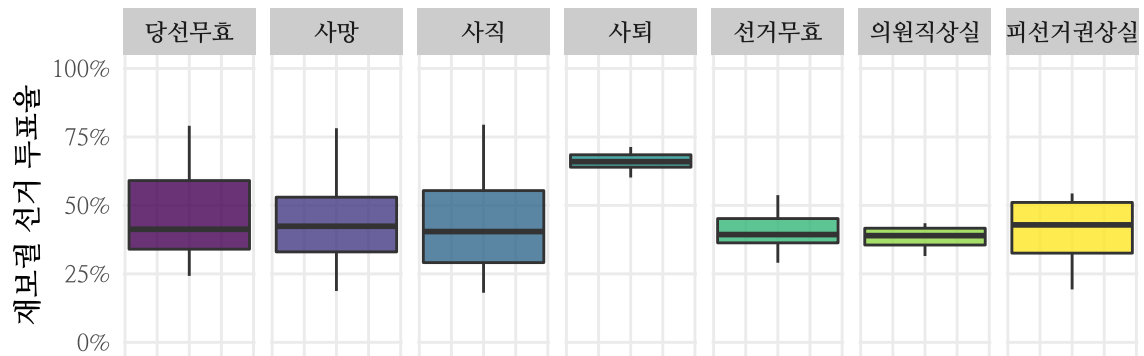 당선무효
사망
사직
사퇴
선거무효
의원직상실
피선거권상실
재보궐 선거 투표율
100%
75%
50%
25%
0%